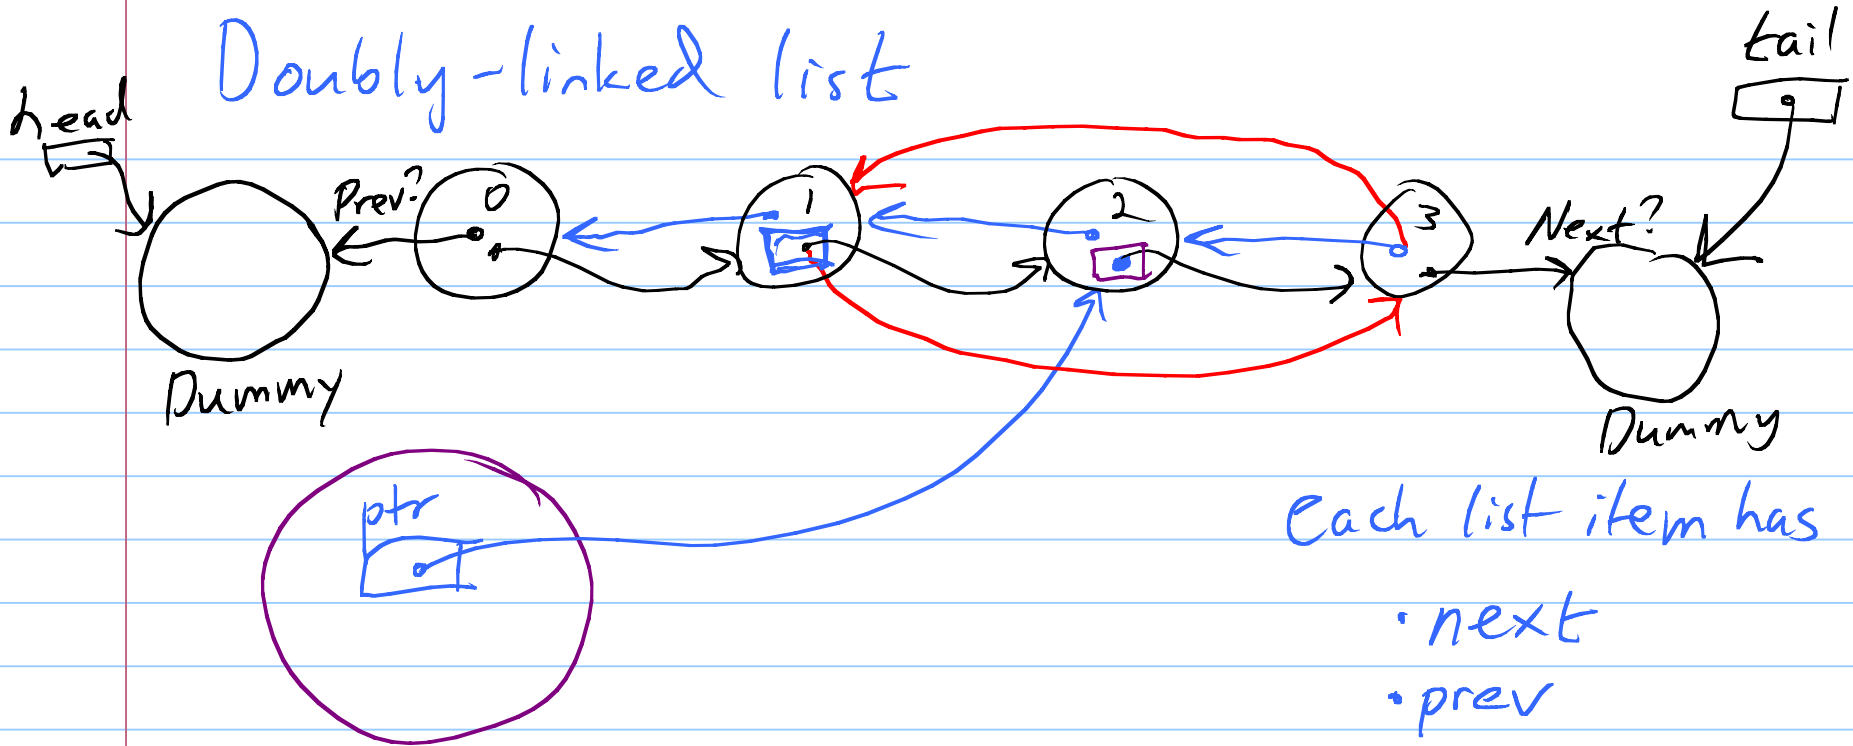 Doubly-linked list
head
tail
Prev?
0
1
2
3
Next?
Dummy
Dummy
ptr
each list item has
• next
• prev